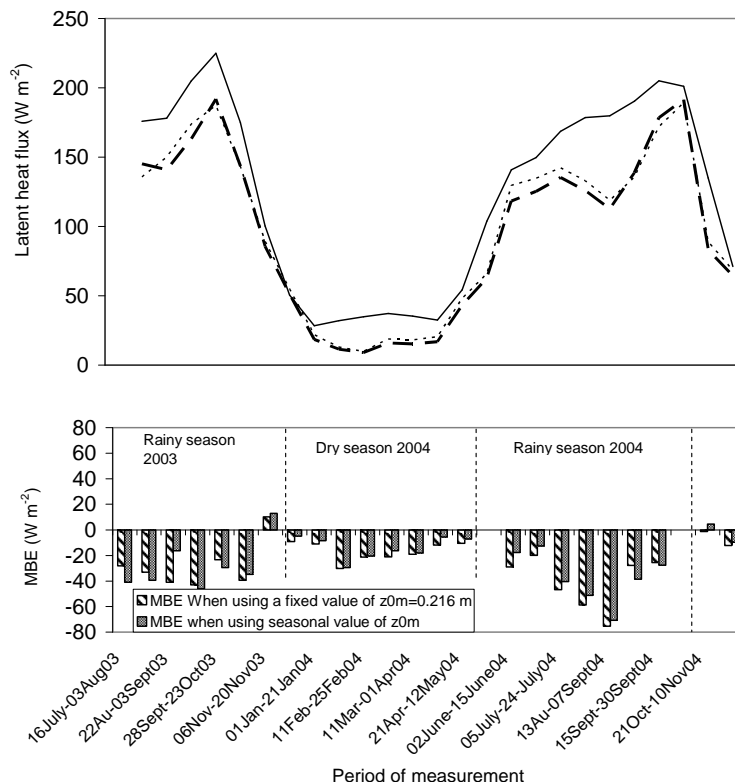 250
200
150
100
50
0
Latent heat flux (W m-2)
80
60
40
20
0
-20
-40
-60
-80
MBE (W m-2)
Rainy season
2003
Dry season 2004
Rainy season 2004
MBE When using a fixed value of z0m=0.216 m
MBE when using seasonal value of z0m
16July-03Aug03
22Au-03Sept03
28Sept-23Oct03
06Nov-20Nov03
01Jan-21Jan04
11Feb-25Feb04
11Mar-01Apr04
21Apr-12May04
02June-15June04
05July-24-July04
13Au-07Sept04
15Sept-30Sept04
21Oct-10Nov04
Period of measurement